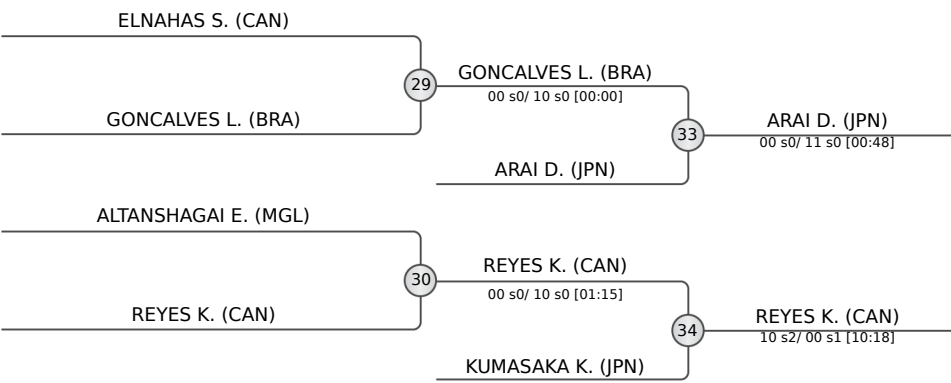 ELNAHAS S. (CAN)
29
GONCALVES L. (BRA)
00 s0/ 10 s0 [00:00]
GONCALVES L. (BRA)
33
ARAI D. (JPN)
00 s0/ 11 s0 [00:48]
ARAI D. (JPN)
ALTANSHAGAI E. (MGL)
30
REYES K. (CAN)
00 s0/ 10 s0 [01:15]
REYES K. (CAN)
34
REYES K. (CAN)
10 s2/ 00 s1 [10:18]
KUMASAKA K. (JPN)